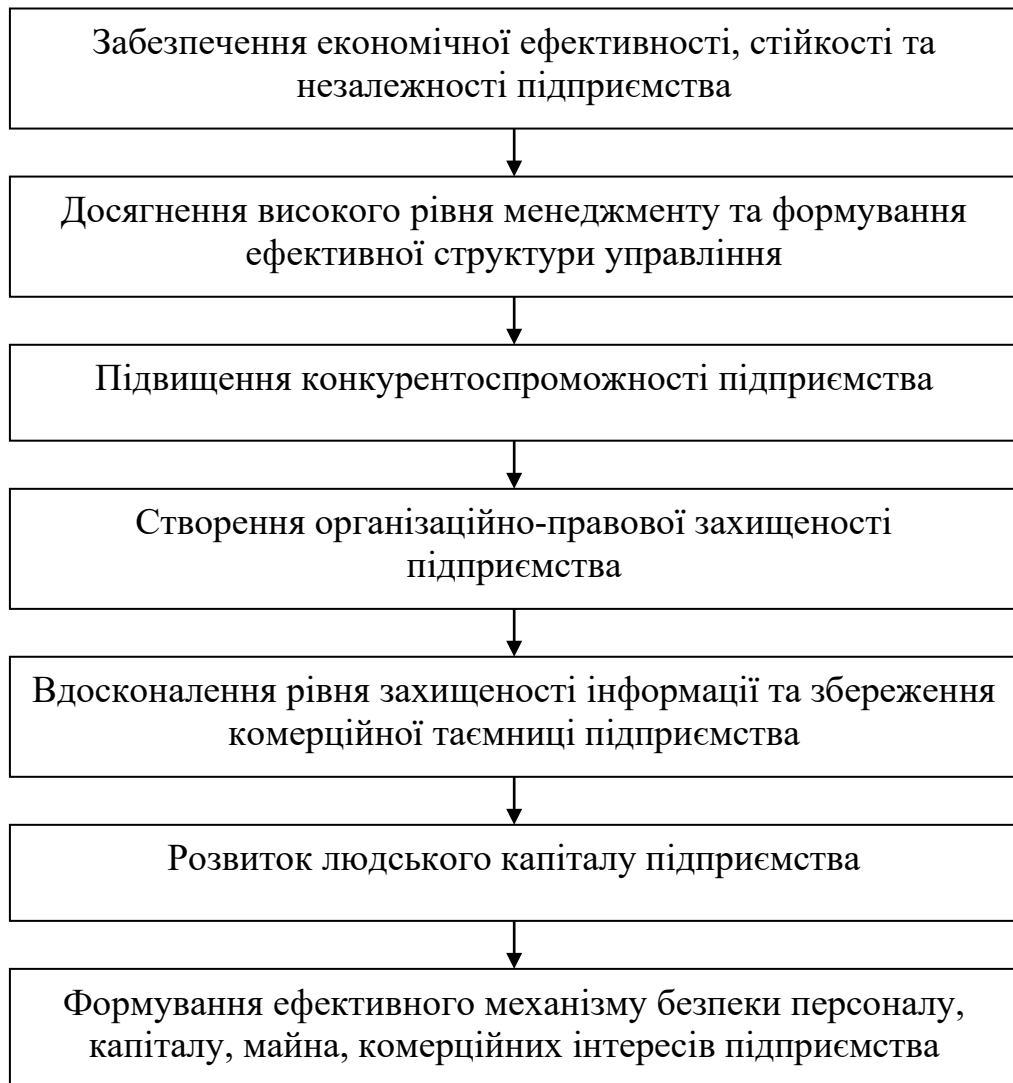 Забезпечення економічної ефективності, стійкості та
незалежності підприємства
Досягнення високого рівня менеджменту та формування
ефективної структури управління
Підвищення конкурентоспроможності підприємства
Створення організаційно-правової захищеності
підприємства
Вдосконалення рівня захищеності інформації та збереження
комерційної таємниці підприємства
Розвиток людського капіталу підприємства
Формування ефективного механізму безпеки персоналу,
капіталу, майна, комерційних інтересів підприємства